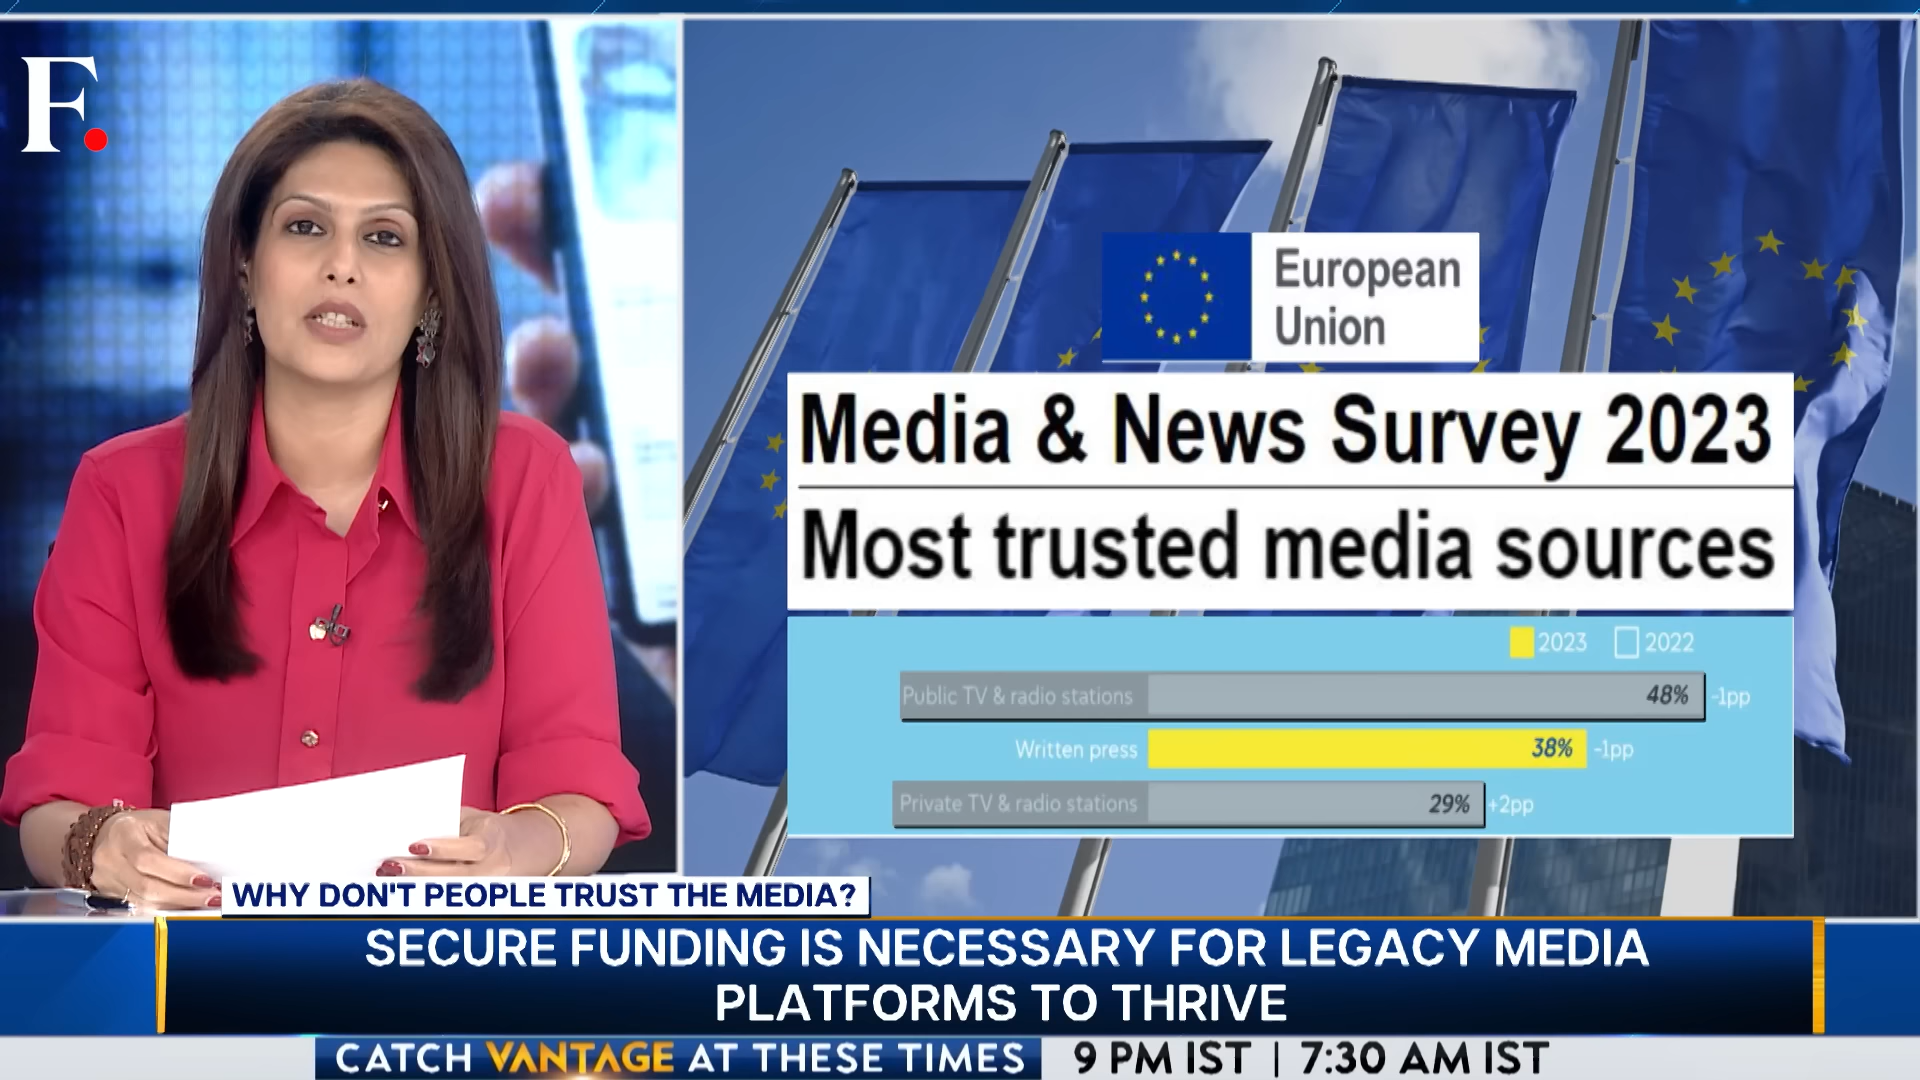 F.
European
Union
Media & News Survey 2023
Most trusted media sources
2023 2022
Public TV & radio stations 48% -1pp
Written press 38% -1pp
Private TV & radio stations 29% +2pp
WHY DON'T PEOPLE TRUST THE MEDIA?
SECURE FUNDING IS NECESSARY FOR LEGACY MEDIA
PLATFORMS TO THRIVE
CATCH VANTAGE AT THESE TIMES 9 PM IST | 7:30 AM IST